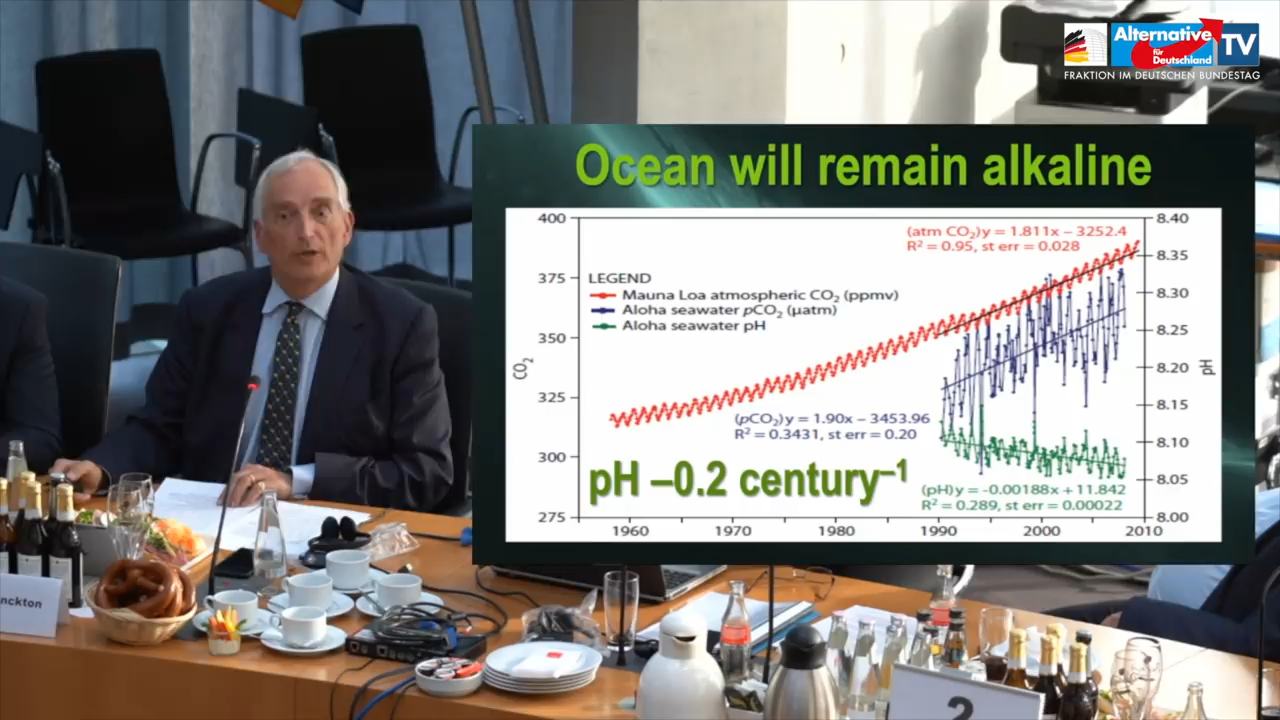 Alternative
für
Deutschland
TV
FRAKTION IM DEUTSCHEN BUNDESTAG
Ocean will remain alkaline
400
375
350
325
300
275
CO₂
8.40
8.35
8.30
8.25
8.20
8.15
8.10
8.05
8.00
pH
(atm CO₂)y = 1.811x – 3252.4
R² = 0.95, st err = 0.028
LEGEND
Mauna Loa atmospheric CO₂ (ppmv)
Aloha seawater pCO₂ (µatm)
Aloha seawater pH
(pCO₂)y = 1.90x – 3453.96
R² = 0.3431, st err = 0.20
pH –0.2 century⁻¹
(pH)y = -0.00188x + 11.842
R² = 0.289, st err = 0.00022
1960
1970
1980
1990
2000
2010
nckton
2